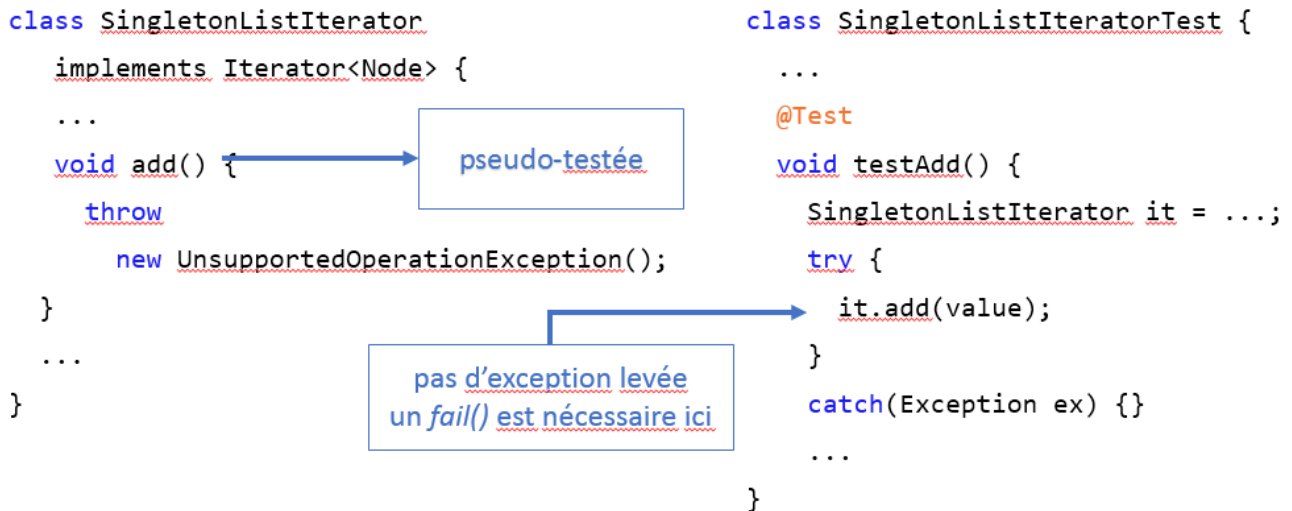 class SingletonListIterator
implements Iterator<Node> {
...
void add() {
throw
new UnsupportedOperationException();
}
...
}
pseudo-testée
pas d'exception levée
un fail() est nécessaire ici
class SingletonListIteratorTest {
...
@Test
void testAdd() {
SingletonListIterator it = ...;
try {
it.add(value);
}
catch(Exception ex) {}
...
}